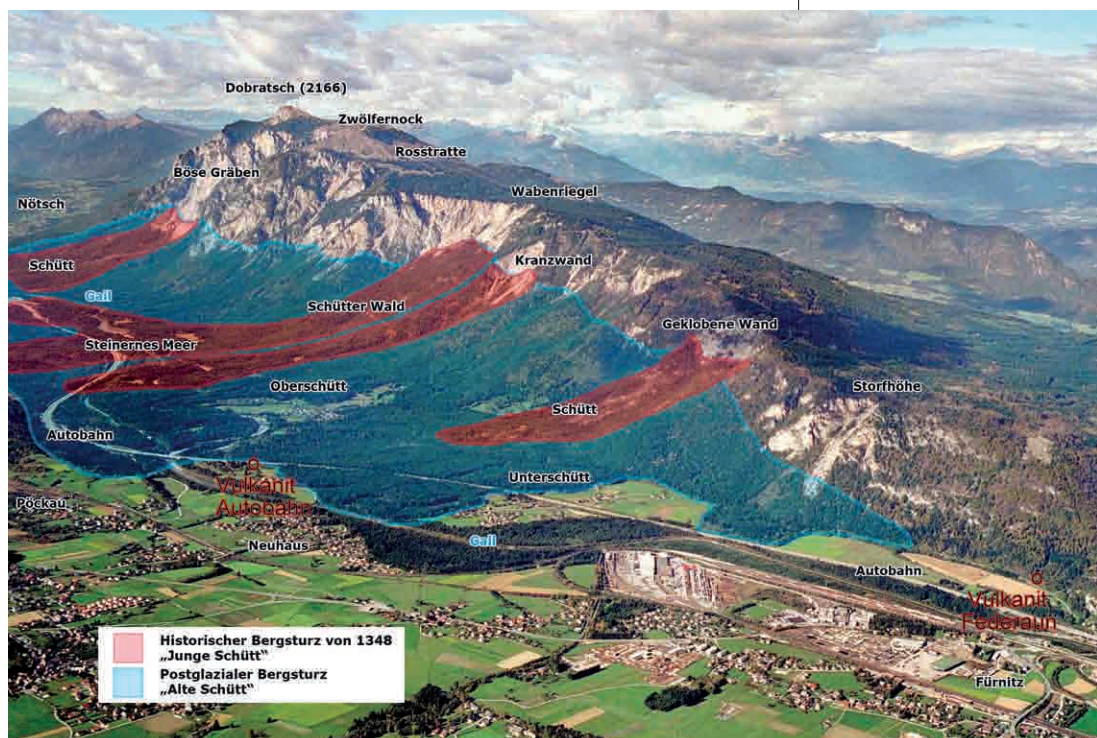 Dobratsch (2166)
Zwölfernock
Rosstratte
Böse Gräben
Wabenriegel
Nötsch
Kranzwand
Schütt
Gail
Schütter Wald
Geklobene Wand
Steinernes Meer
Oberschütt
Storfhöhe
Schütt
Autobahn
Unterschütt
Vulkanit
Autobahn
Pöckau
Neuhaus
Gail
Autobahn
Vulkanit
Federaun
Fürnitz
Historischer Bergsturz von 1348
„Junge Schütt“
Postglazialer Bergsturz
„Alte Schütt“